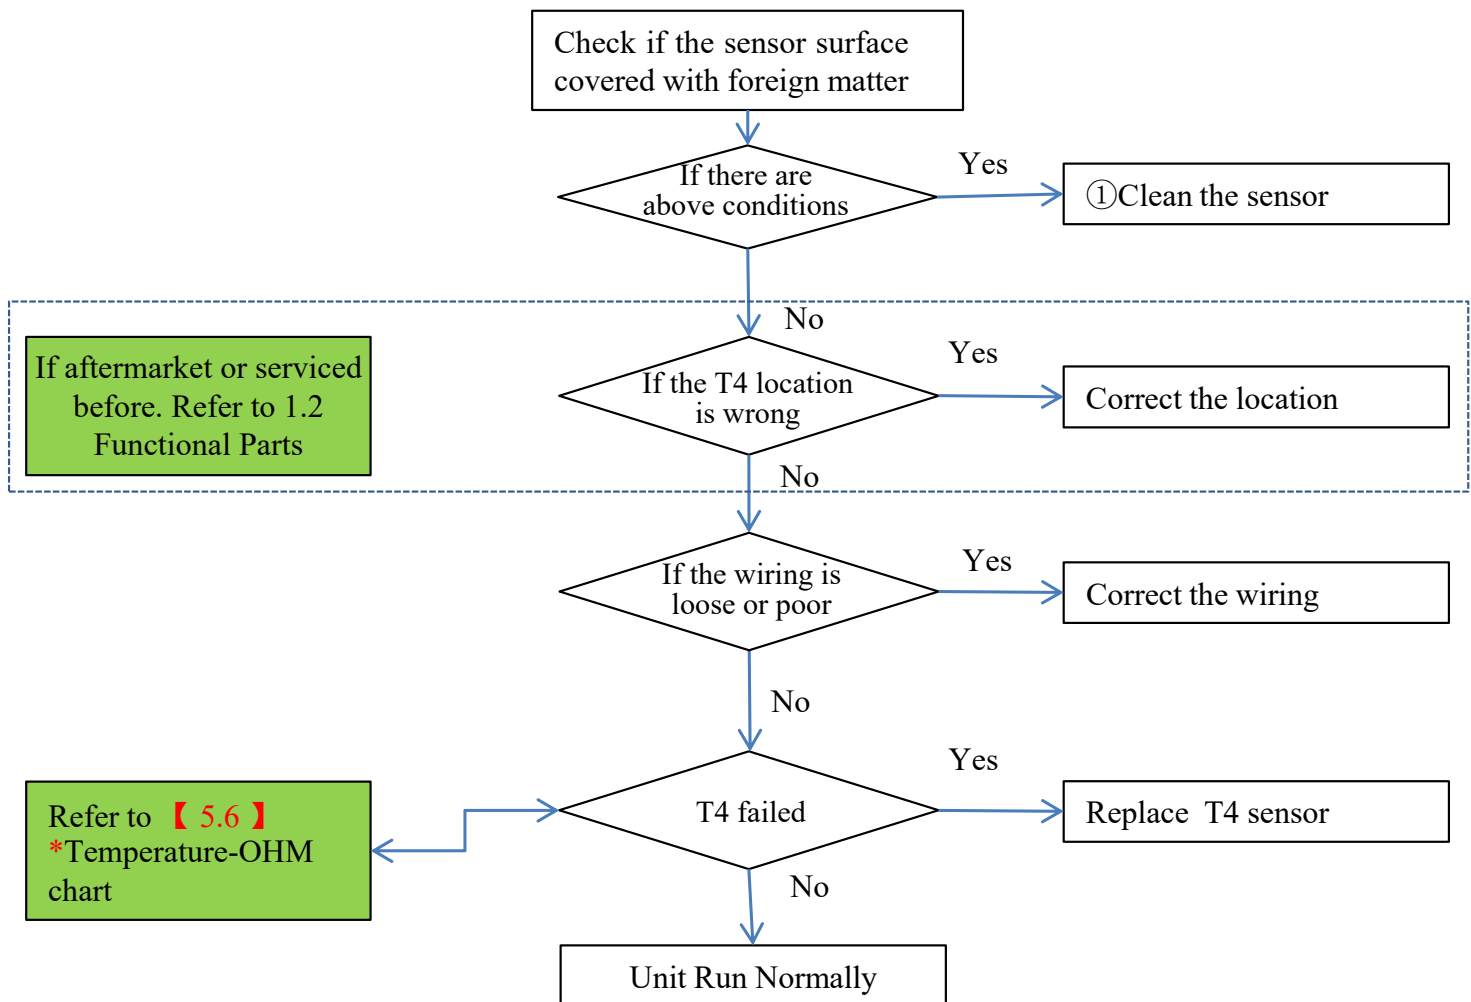 Check if the sensor surface
covered with foreign matter
If there are
above conditions
Yes
①Clean the sensor
No
If aftermarket or serviced
before. Refer to 1.2
Functional Parts
If the T4 location
is wrong
Yes
Correct the location
No
If the wiring is
loose or poor
Yes
Correct the wiring
No
Refer to 【 5.6 】
*Temperature-OHM
chart
T4 failed
Yes
Replace T4 sensor
No
Unit Run Normally